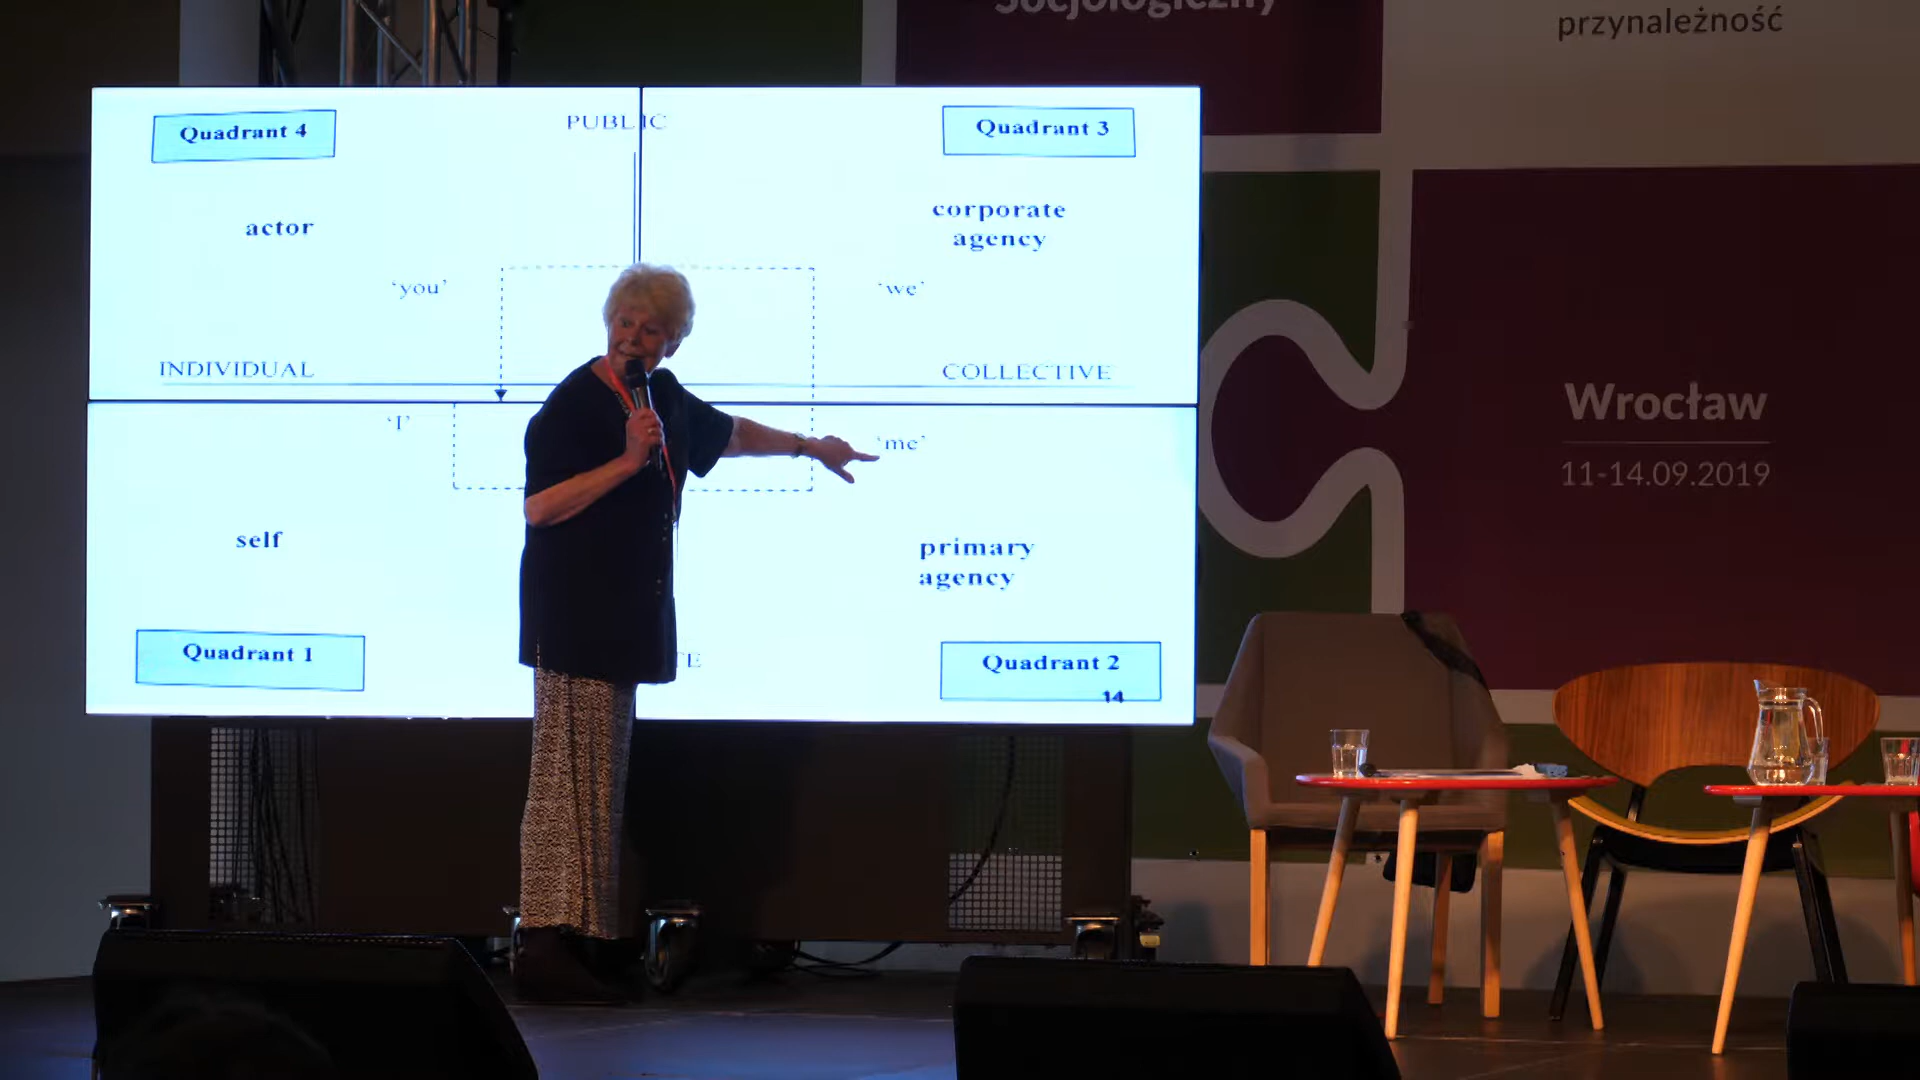 Socjologiczny
przynależność
Quadrant 4
PUBLIC
Quadrant 3
actor
corporate
agency
'you'
'we'
INDIVIDUAL
COLLECTIVE
'I'
'me'
self
primary
agency
Quadrant 1
TE
Quadrant 2
14
Wrocław
11-14.09.2019